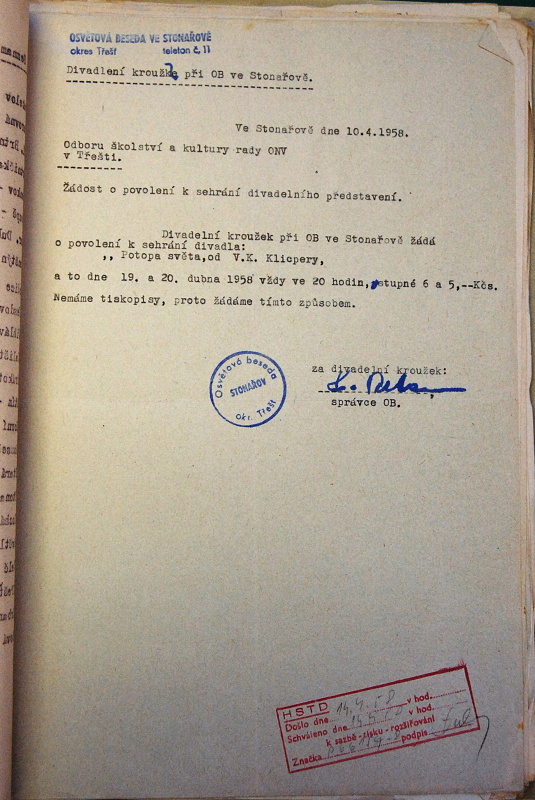 OSVĚTOVÁ BESEDA VE STONAŘOVĚ
okres Třešť telefon č. 11
Divadlení kroužek při OB ve Stonařově.
Ve Stonařově dne 10.4.1958.
Odboru školství a kultury rady ONV
v Třešti.
Žádost o povolení k sehrání divadelního představení.
Divadelní kroužek při OB ve Stonařově žádá
o povolení k sehrání divadla:
,, Potopa světa,od V.K. Klicpery,
a to dne 19. a 20. dubna 1958 vždy ve 20 hodin, vstupné 6 a 5,--Kčs.
Nemáme tiskopisy, proto žádáme tímto způsobem.
za divadelní kroužek:
Osvětová beseda
STONAŘOV
Okr. Třešť
správce OB.
HSTD
Došlo dne 14.4.58 v hod.
Schváleno dne v hod.
k sazbě - tisku - rozšiřování
Značka podpis